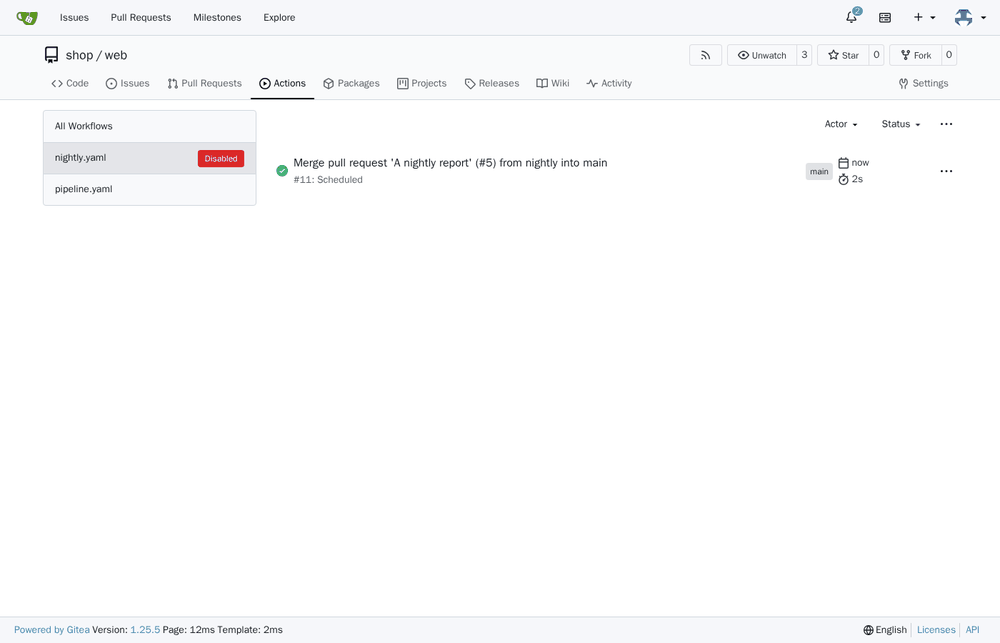 Issues Pull Requests Milestones Explore 2
shop / web Unwatch 3 Star 0 Fork 0
Code Issues Pull Requests Actions Packages Projects Releases Wiki Activity Settings
All Workflows
nightly.yaml Disabled
pipeline.yaml
Actor Status
Merge pull request 'A nightly report' (#5) from nightly into main
#11: Scheduled
main
now
2s
Powered by Gitea Version: 1.25.5 Page: 12ms Template: 2ms English Licenses API